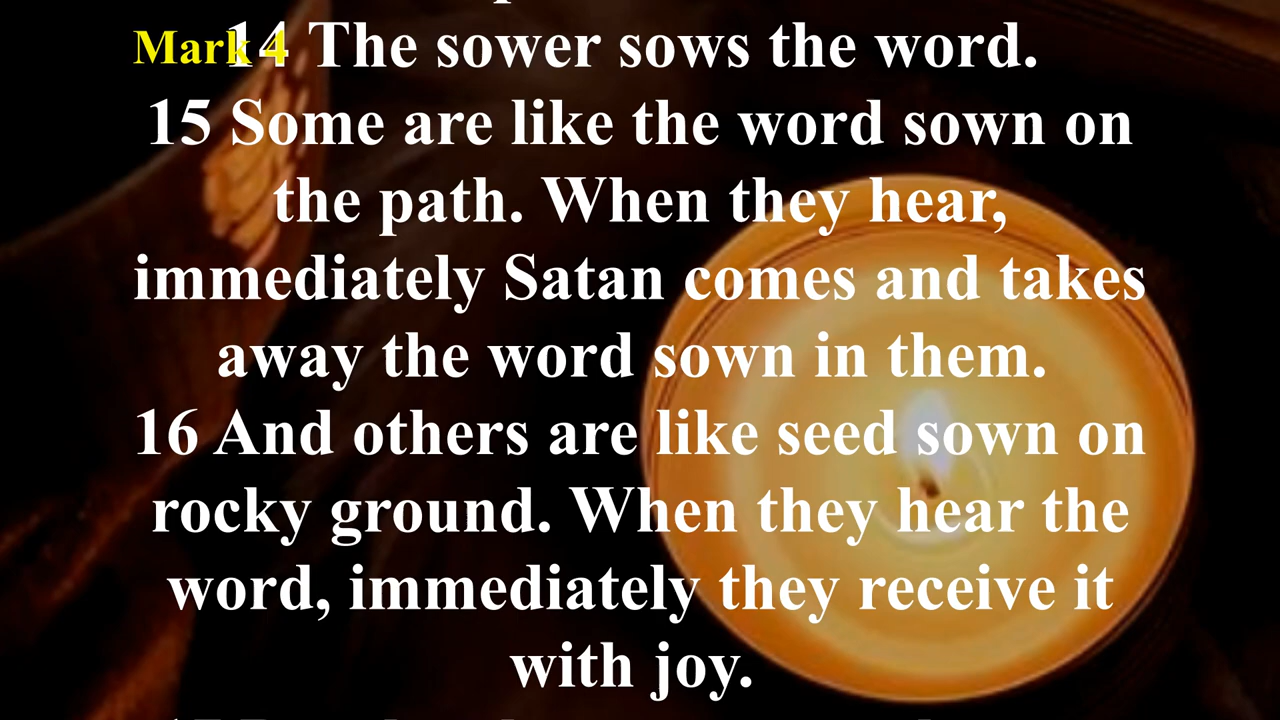 Mark 4
14 The sower sows the word.
15 Some are like the word sown on
the path. When they hear,
immediately Satan comes and takes
away the word sown in them.
16 And others are like seed sown on
rocky ground. When they hear the
word, immediately they receive it
with joy.